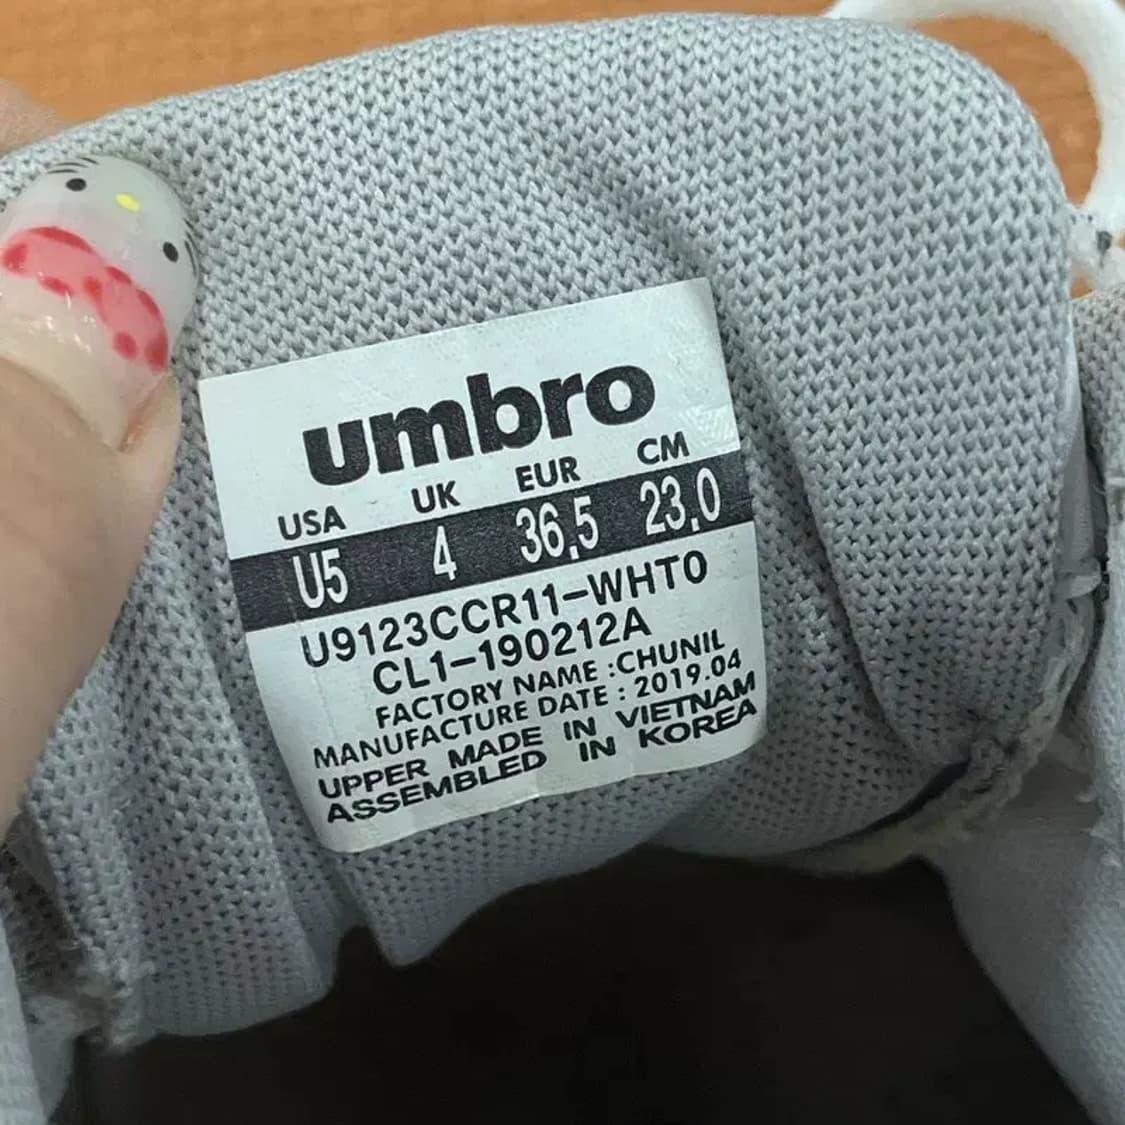 umbro
USA UK EUR CM
U5 4 36,5 23,0
U9123CCR11-WHT0
CL1-190212A
FACTORY NAME :CHUNIL
MANUFACTURE DATE : 2019.04
UPPER MADE IN VIETNAM
ASSEMBLED IN KOREA